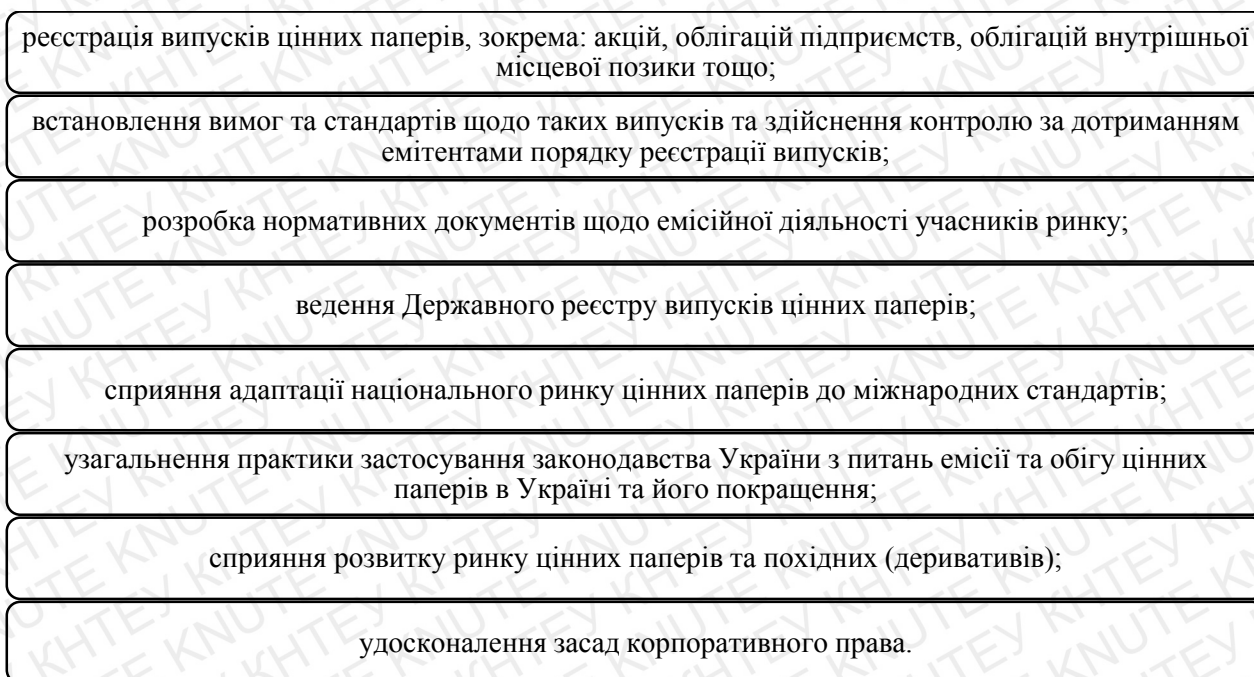 реєстрація випусків цінних паперів, зокрема: акцій, облігацій підприємств, облігацій внутрішньої
місцевої позики тощо;
встановлення вимог та стандартів щодо таких випусків та здійснення контролю за дотриманням
емітентами порядку реєстрації випусків;
розробка нормативних документів щодо емісійної діяльності учасників ринку;
ведення Державного реєстру випусків цінних паперів;
сприяння адаптації національного ринку цінних паперів до міжнародних стандартів;
узагальнення практики застосування законодавства України з питань емісії та обігу цінних
паперів в Україні та його покращення;
сприяння розвитку ринку цінних паперів та похідних (деривативів);
удосконалення засад корпоративного права.